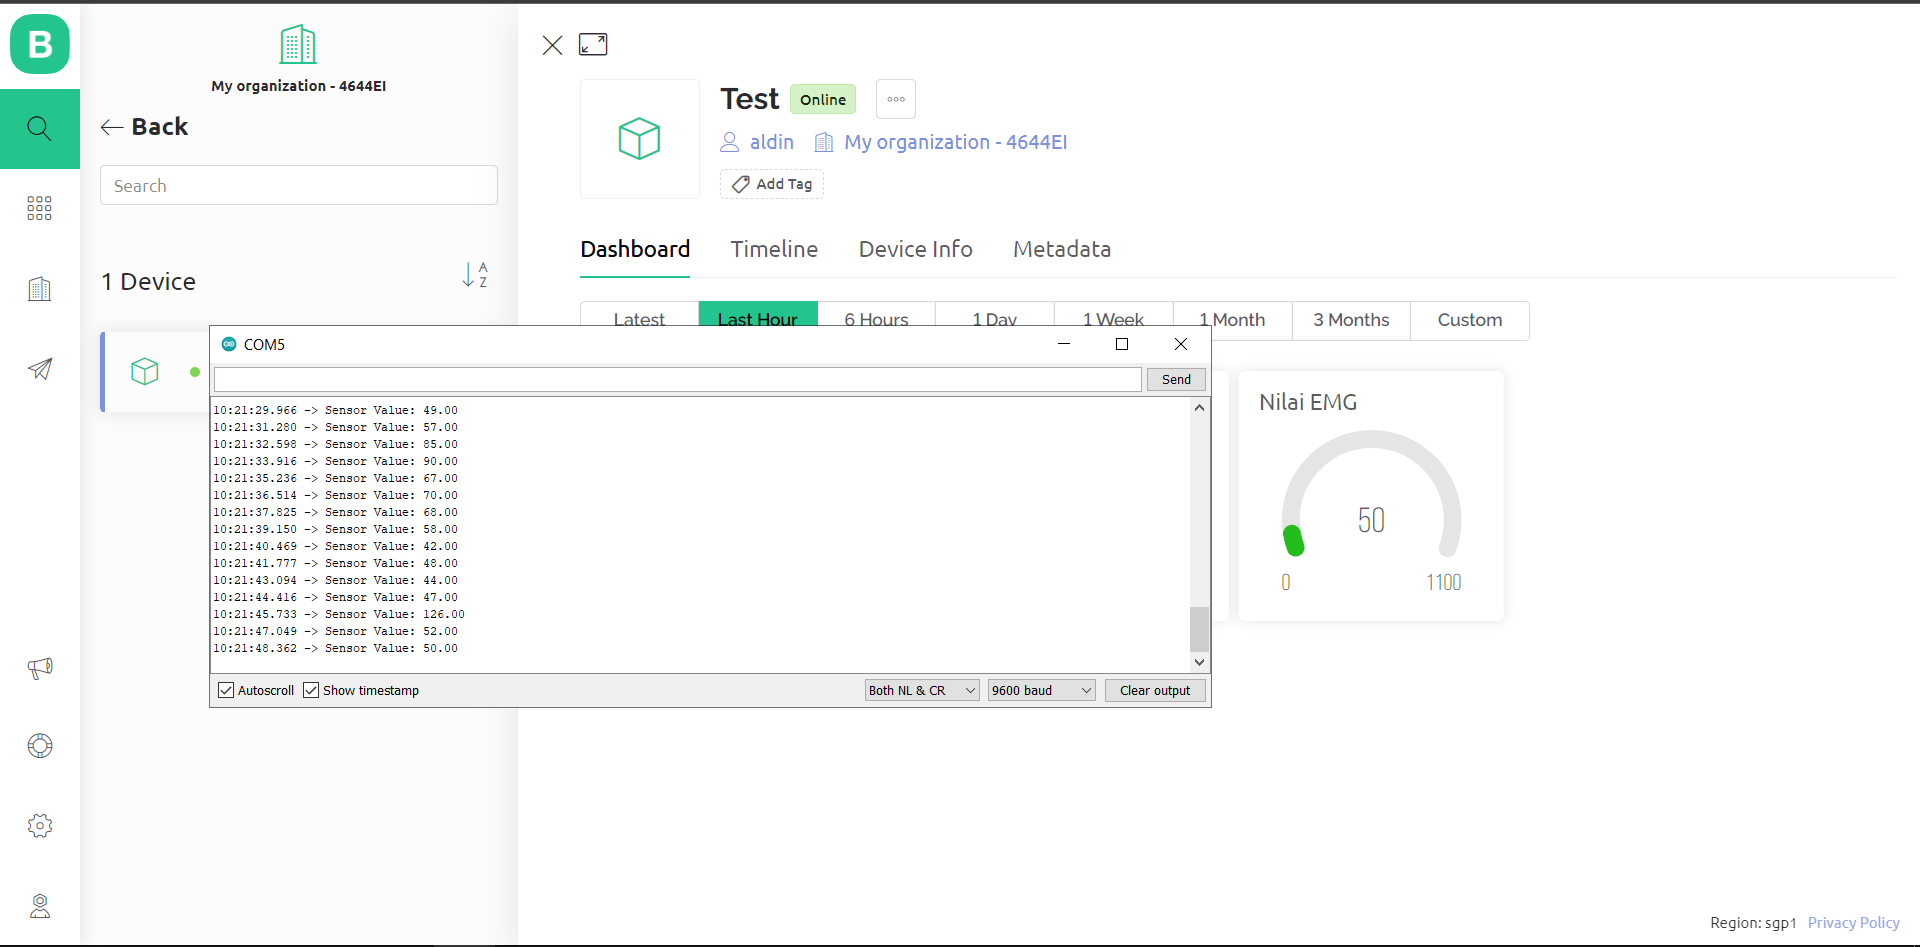 B
My organization - 4644EI
Back
Search
1 Device
A
Z
Test Online
aldin My organization - 4644EI
Add Tag
Dashboard Timeline Device Info Metadata
Latest Last Hour 6 Hours 1 Day 1 Week 1 Month 3 Months Custom
COM5
Send
10:21:29.966 -> Sensor Value: 49.00
10:21:31.280 -> Sensor Value: 57.00
10:21:32.598 -> Sensor Value: 85.00
10:21:33.916 -> Sensor Value: 90.00
10:21:35.236 -> Sensor Value: 67.00
10:21:36.514 -> Sensor Value: 70.00
10:21:37.825 -> Sensor Value: 68.00
10:21:39.150 -> Sensor Value: 58.00
10:21:40.469 -> Sensor Value: 42.00
10:21:41.777 -> Sensor Value: 48.00
10:21:43.094 -> Sensor Value: 44.00
10:21:44.416 -> Sensor Value: 47.00
10:21:45.733 -> Sensor Value: 126.00
10:21:47.049 -> Sensor Value: 52.00
10:21:48.362 -> Sensor Value: 50.00
Autoscroll Show timestamp Both NL & CR 9600 baud Clear output
Nilai EMG
50
0 1100
Region: sgp1 Privacy Policy